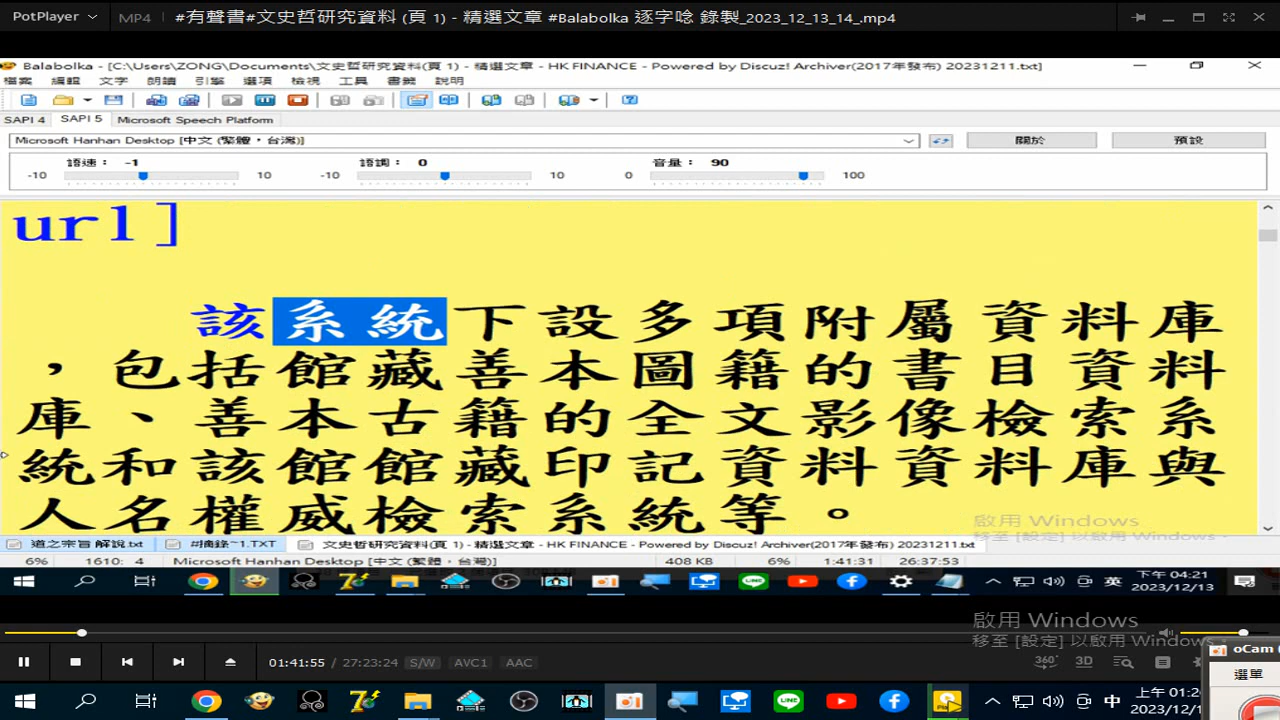 PotPlayer MP4 #有聲書#文史哲研究資料 (頁 1) - 精選文章 #Balabolka 逐字唸 錄製_2023_12_13_14_.mp4
Balabolka - [C:\Users\ZONG\Documents\文史哲研究資料(頁 1) - 精選文章 - HK FINANCE - Powered by Discuz! Archiver(2017年發布) 20231211.txt]
檔案 編輯 文字 朗讀 引擎 選項 檢視 工具 書籤 說明
SAPI 4 SAPI 5 Microsoft Speech Platform
Microsoft Hanhan Desktop [中文 (繁體，台灣)] 關於 預設
語速： -1 語調： 0 音量： 90
-10 10 -10 10 0 100
url]
該系統下設多項附屬資料庫
，包括館藏善本圖籍的書目資料
庫、善本古籍的全文影像檢索系
統和該館館藏印記資料資料庫與
人名權威檢索系統等。
啟用 Windows
移至 [設定] 以啟用 Windows。
道之宗旨 解說.txt #摘錄~1.TXT 文史哲研究資料(頁 1) - 精選文章 - HK FINANCE - Powered by Discuz! Archiver(2017年發布) 20231211.txt
6% 1610: 4 Microsoft Hanhan Desktop [中文 (繁體，台灣)] 408 KB 6% 1:41:31 26:37:53
英 下午 04:21
2023/12/13
啟用 Windows
移至 [設定] 以啟用 Windows。
oCam (
01:41:55 27:23:24 S/W AVC1 AAC 360° 3D
選單
中 上午 01:2
2023/12/1